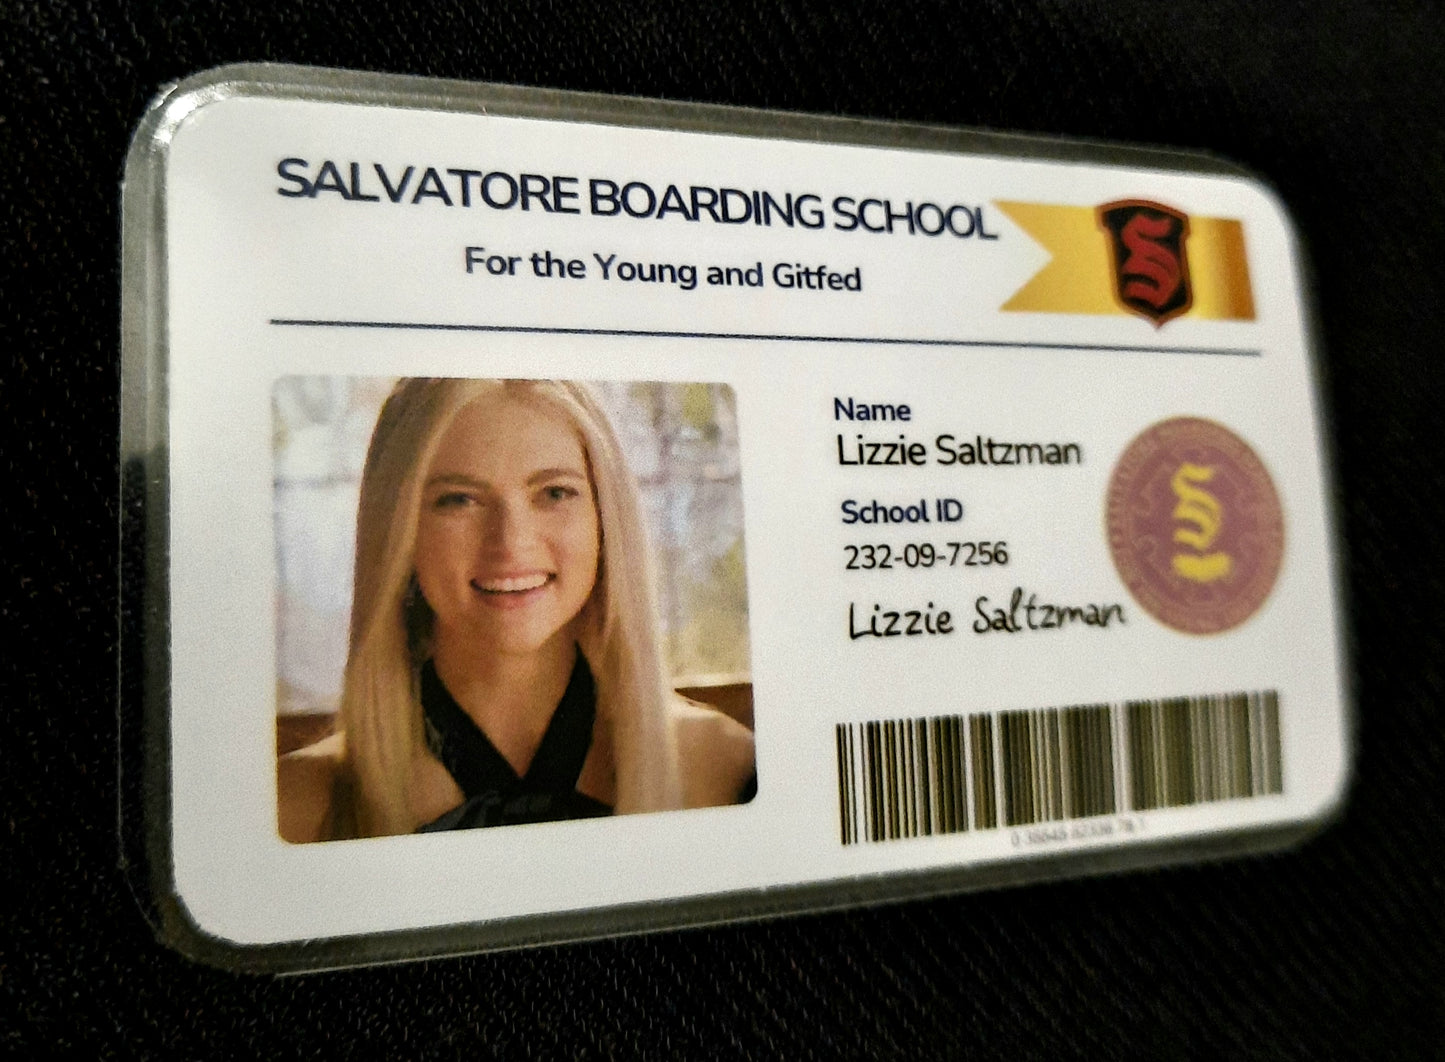 SALVATORE BOARDING SCHOOL
For the Young and Gitfed
S
Name
Lizzie Saltzman
School ID
232-09-7256
Lizzie Saltzman
S